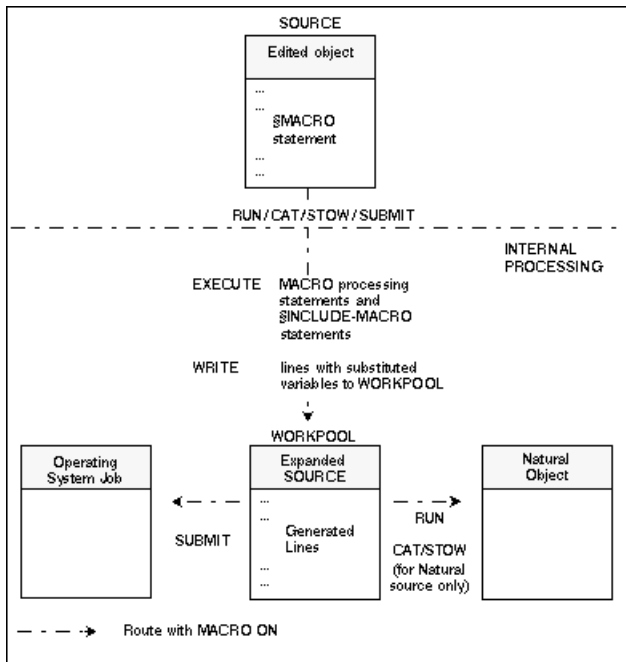 SOURCE
Edited object
...
...
§MACRO
statement
...
...
RUN/CAT/STOW/SUBMIT
INTERNAL
PROCESSING
EXECUTE MACRO processing
statements and
§INCLUDE-MACRO
statements
WRITE lines with substituted
variables to WORKPOOL
WORKPOOL
Operating
System Job
Expanded
SOURCE
Natural
Object
...
...
Generated
Lines
...
...
SUBMIT
RUN
CAT/STOW
(for Natural
source only)
Route with MACRO ON